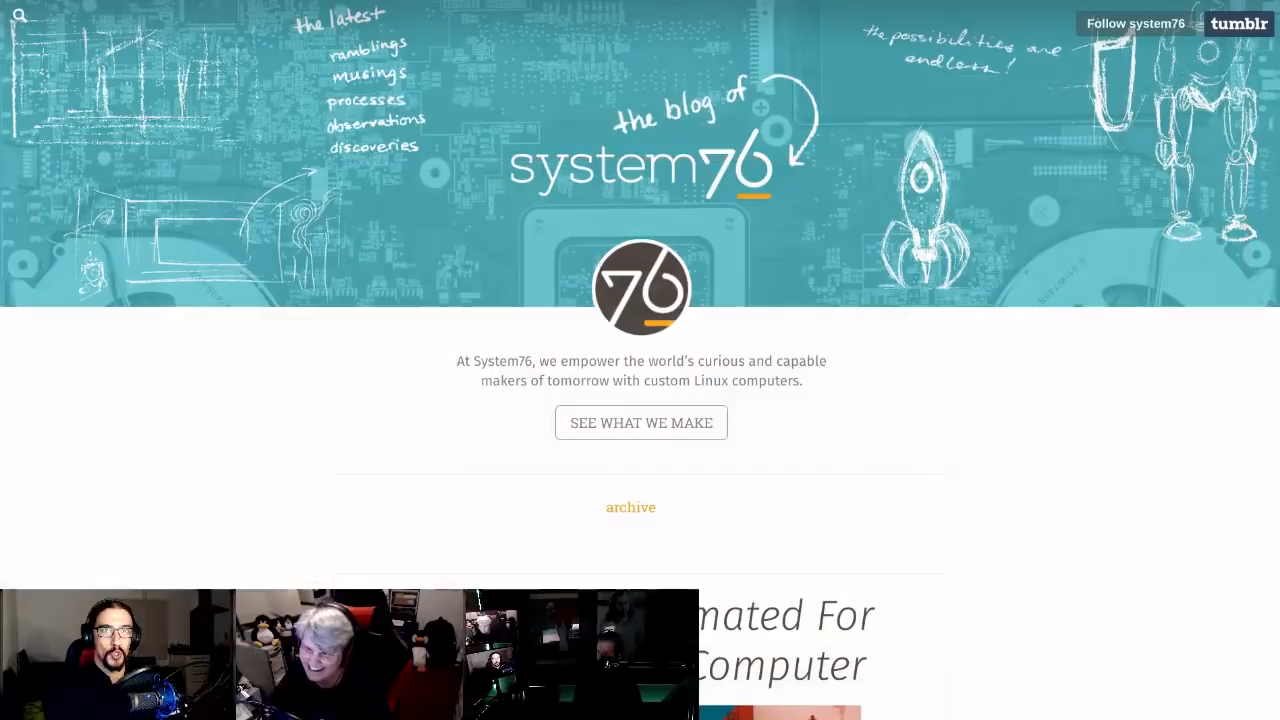 Follow system76
tumblr
the latest
ramblings
musings
processes
observations
discoveries
the possibilities are
endless!
the blog of
system76
76
At System76, we empower the world's curious and capable
makers of tomorrow with custom Linux computers.
SEE WHAT WE MAKE
archive
mated For
Computer